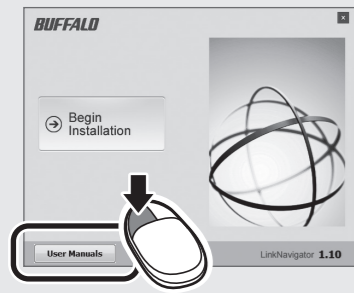 BUFFALO
x
Begin
Installation
User Manuals
LinkNavigator 1.10